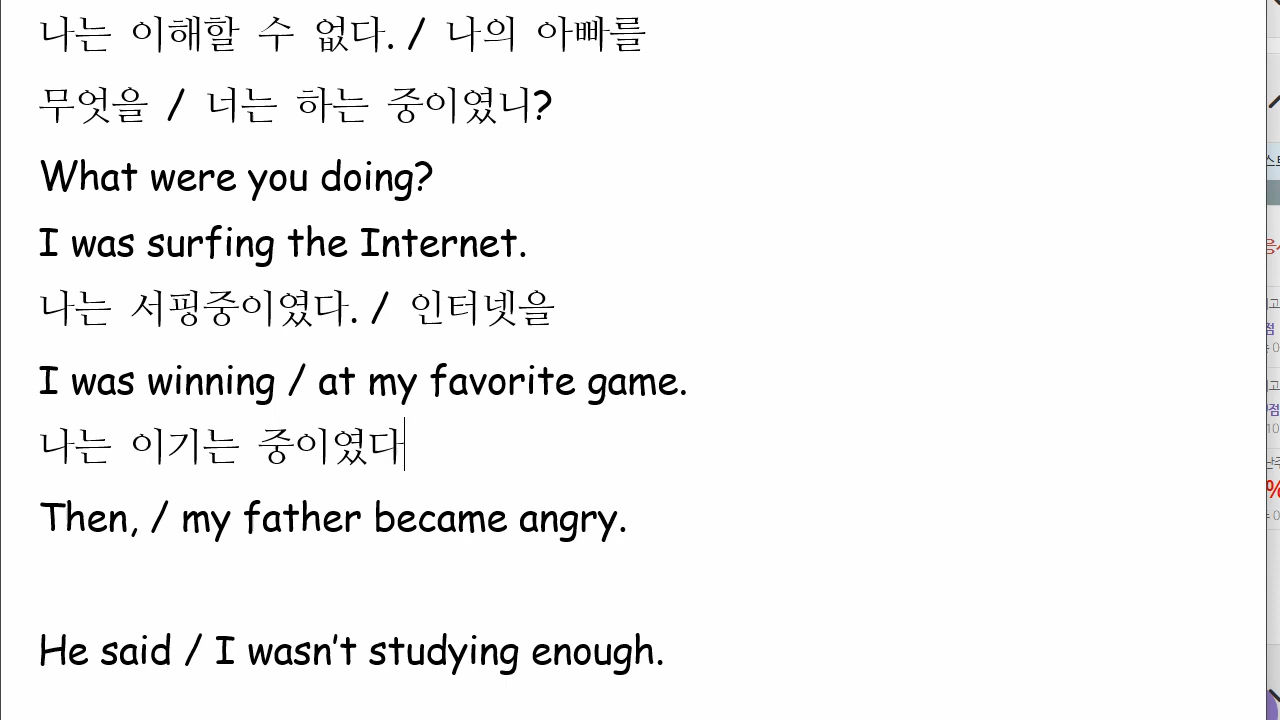 나는 이해할 수 없다. / 나의 아빠를
무엇을 / 너는 하는 중이였니?
What were you doing?
I was surfing the Internet.
나는 서핑중이였다. / 인터넷을
I was winning / at my favorite game.
나는 이기는 중이였다
Then, / my father became angry.
He said / I wasn't studying enough.